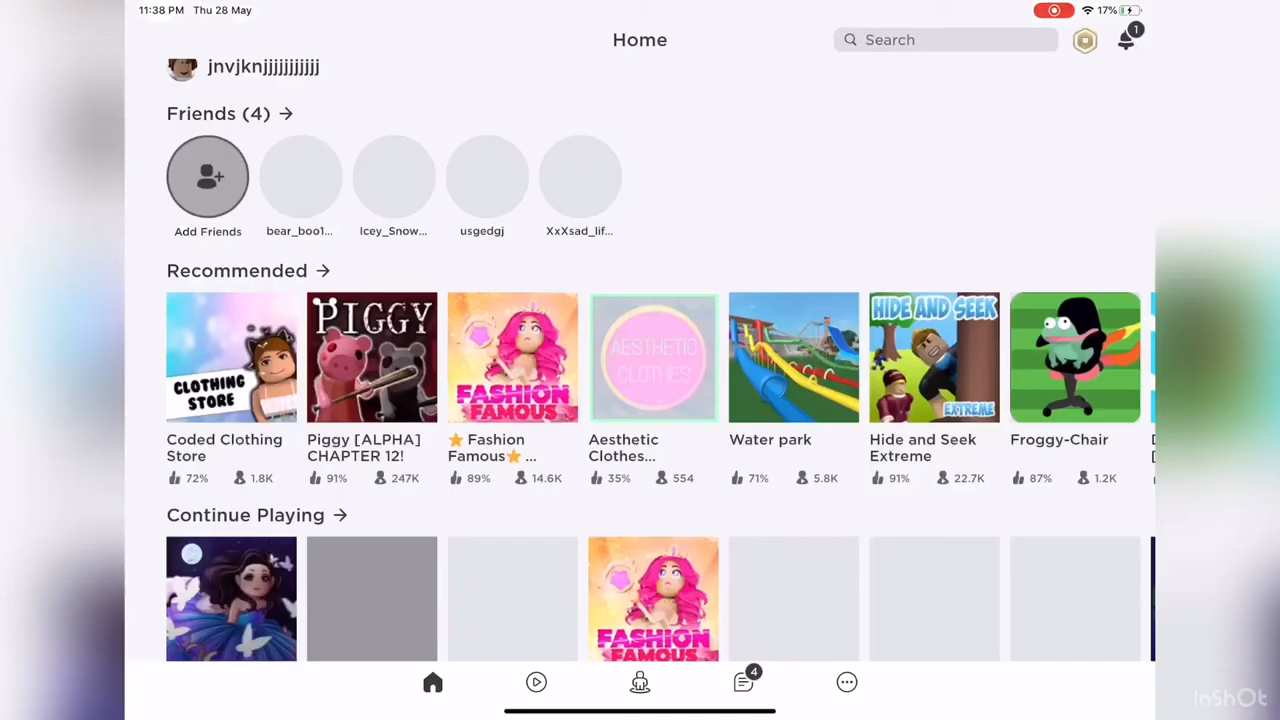 11:38 PM Thu 28 May
17%
Home
Search
1
jnvjknjjjjjjjjjjj
Friends (4) →
Add Friends
bear_boo1...
Icey_Snow...
usgedgj
XxXsad_lif...
Recommended →
CLOTHING
STORE
PIGGY
FASHION
FAMOUS
AESTHETIC
CLOTHES
HIDE AND SEEK
EXTREME
Coded Clothing
Store
Piggy [ALPHA]
CHAPTER 12!
⭐ Fashion
Famous⭐ ...
Aesthetic
Clothes...
Water park
Hide and Seek
Extreme
Froggy-Chair
72% 1.8K
91% 247K
89% 14.6K
35% 554
71% 5.8K
91% 22.7K
87% 1.2K
Continue Playing →
FASHION
FAMOUS
4
InShOt